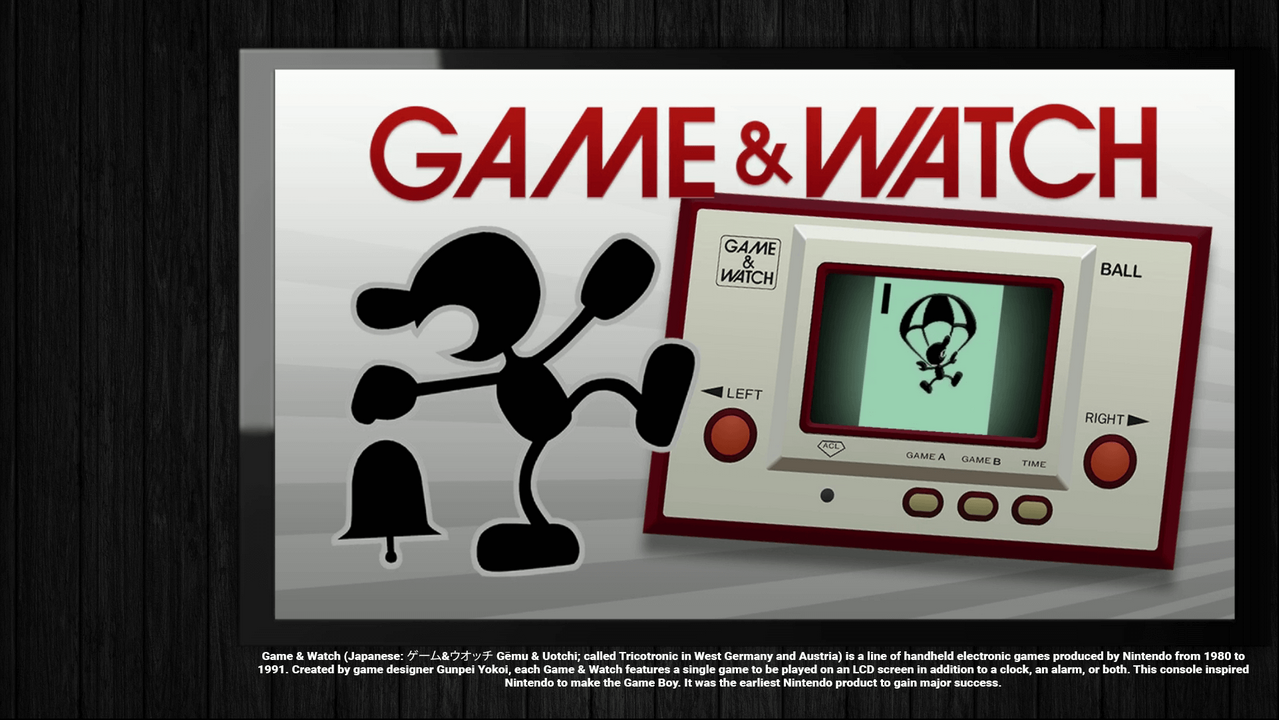 GAME & WATCH
GAME
&
WATCH
BALL
◄ LEFT
RIGHT ►
ACL
GAME A GAME B TIME
Game & Watch (Japanese: ゲーム&ウオッチ Gēmu & Uotchi; called Tricotronic in West Germany and Austria) is a line of handheld electronic games produced by Nintendo from 1980 to
1991. Created by game designer Gunpei Yokoi, each Game & Watch features a single game to be played on an LCD screen in addition to a clock, an alarm, or both. This console inspired
Nintendo to make the Game Boy. It was the earliest Nintendo product to gain major success.